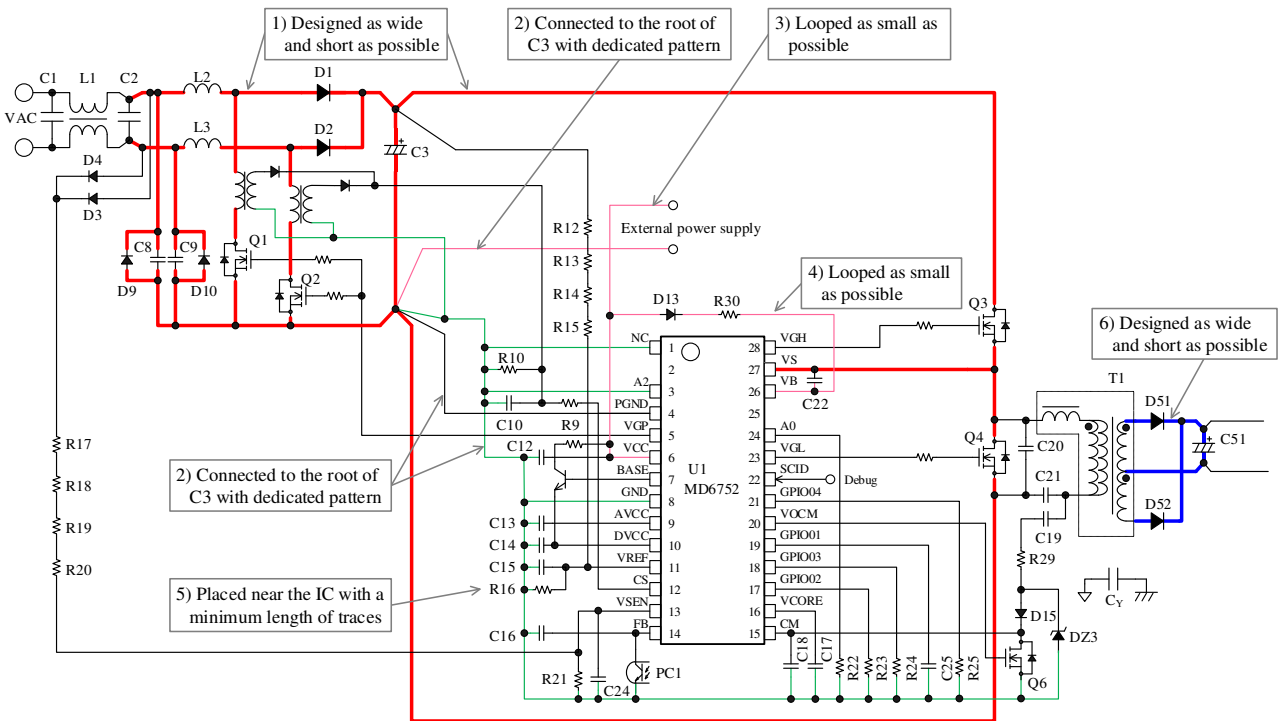 1) Designed as wide
and short as possible
2) Connected to the root of
C3 with dedicated pattern
3) Looped as small as
possible
C1
L1
C2
L2
D1
VAC
L3
D2
C3
D4
D3
R12
External power supply
C8
C9
Q1
R13
4) Looped as small
as possible
D9
D10
Q2
R14
D13
R30
Q3
R15
6) Designed as wide
and short as possible
NC
1
28
VGH
R10
2
27
VS
A2
3
26
VB
C22
T1
PGND
4
25
D51
C10
R9
VGP
5
24
A0
Q4
C20
C51
R17
C12
VCC
6
23
VGL
2) Connected to the root of
C3 with dedicated pattern
BASE
7
U1
MD6752
22
SCID
Debug
R18
GND
8
21
GPIO04
C21
D52
C13
AVCC
9
20
VOCM
C19
R19
C14
DVCC
10
19
GPIO01
R29
R20
C15
VREF
11
18
GPIO03
5) Placed near the IC with a
minimum length of traces
R16
CS
12
17
GPIO02
CY
VSEN
13
16
VCORE
D15
C16
FB
14
15
CM
DZ3
R21
C24
PC1
C18
C17
R22
R23
R24
C25
R25
Q6